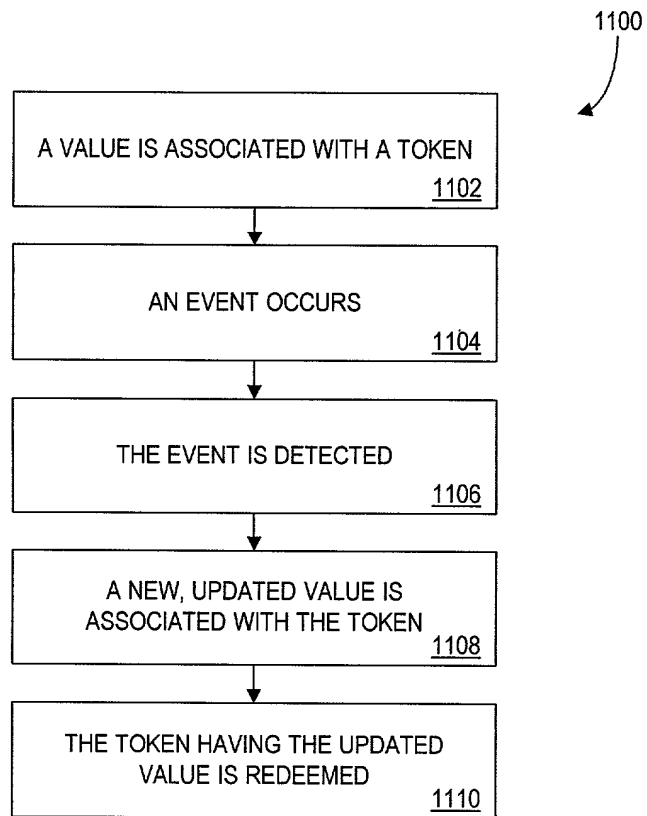 1100
A VALUE IS ASSOCIATED WITH A TOKEN
1102
AN EVENT OCCURS
1104
THE EVENT IS DETECTED
1106
A NEW, UPDATED VALUE IS
ASSOCIATED WITH THE TOKEN
1108
THE TOKEN HAVING THE UPDATED
VALUE IS REDEEMED
1110